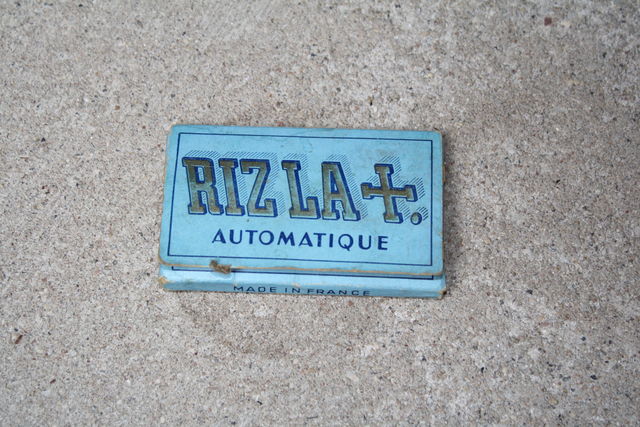 RIZ LA +.
AUTOMATIQUE
MADE IN FRANCE